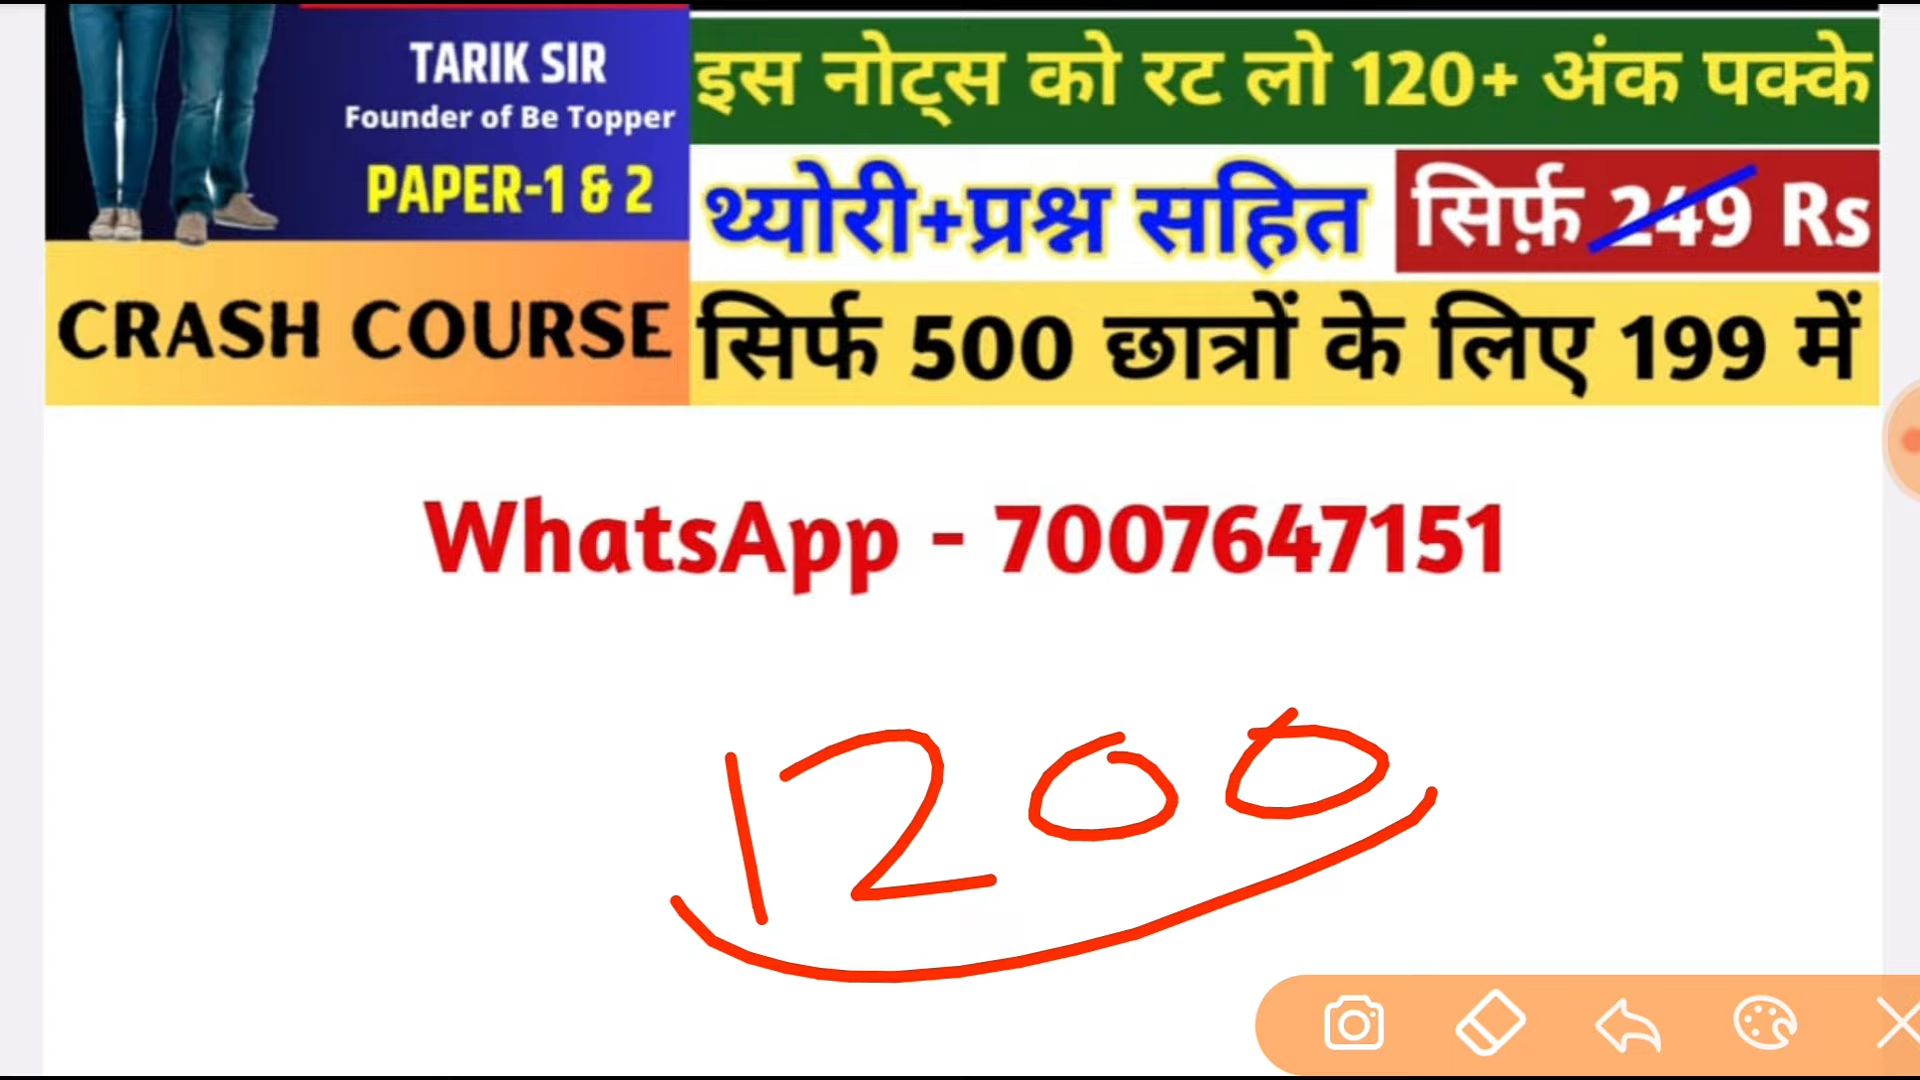 TARIK SIR
Founder of Be Topper
PAPER-1 & 2
CRASH COURSE
इस नोट्स को रट लो 120+ अंक पक्के
थ्योरी+प्रश्न सहित
सिर्फ़ 249 Rs
सिर्फ 500 छात्रों के लिए 199 में
WhatsApp - 7007647151
1200